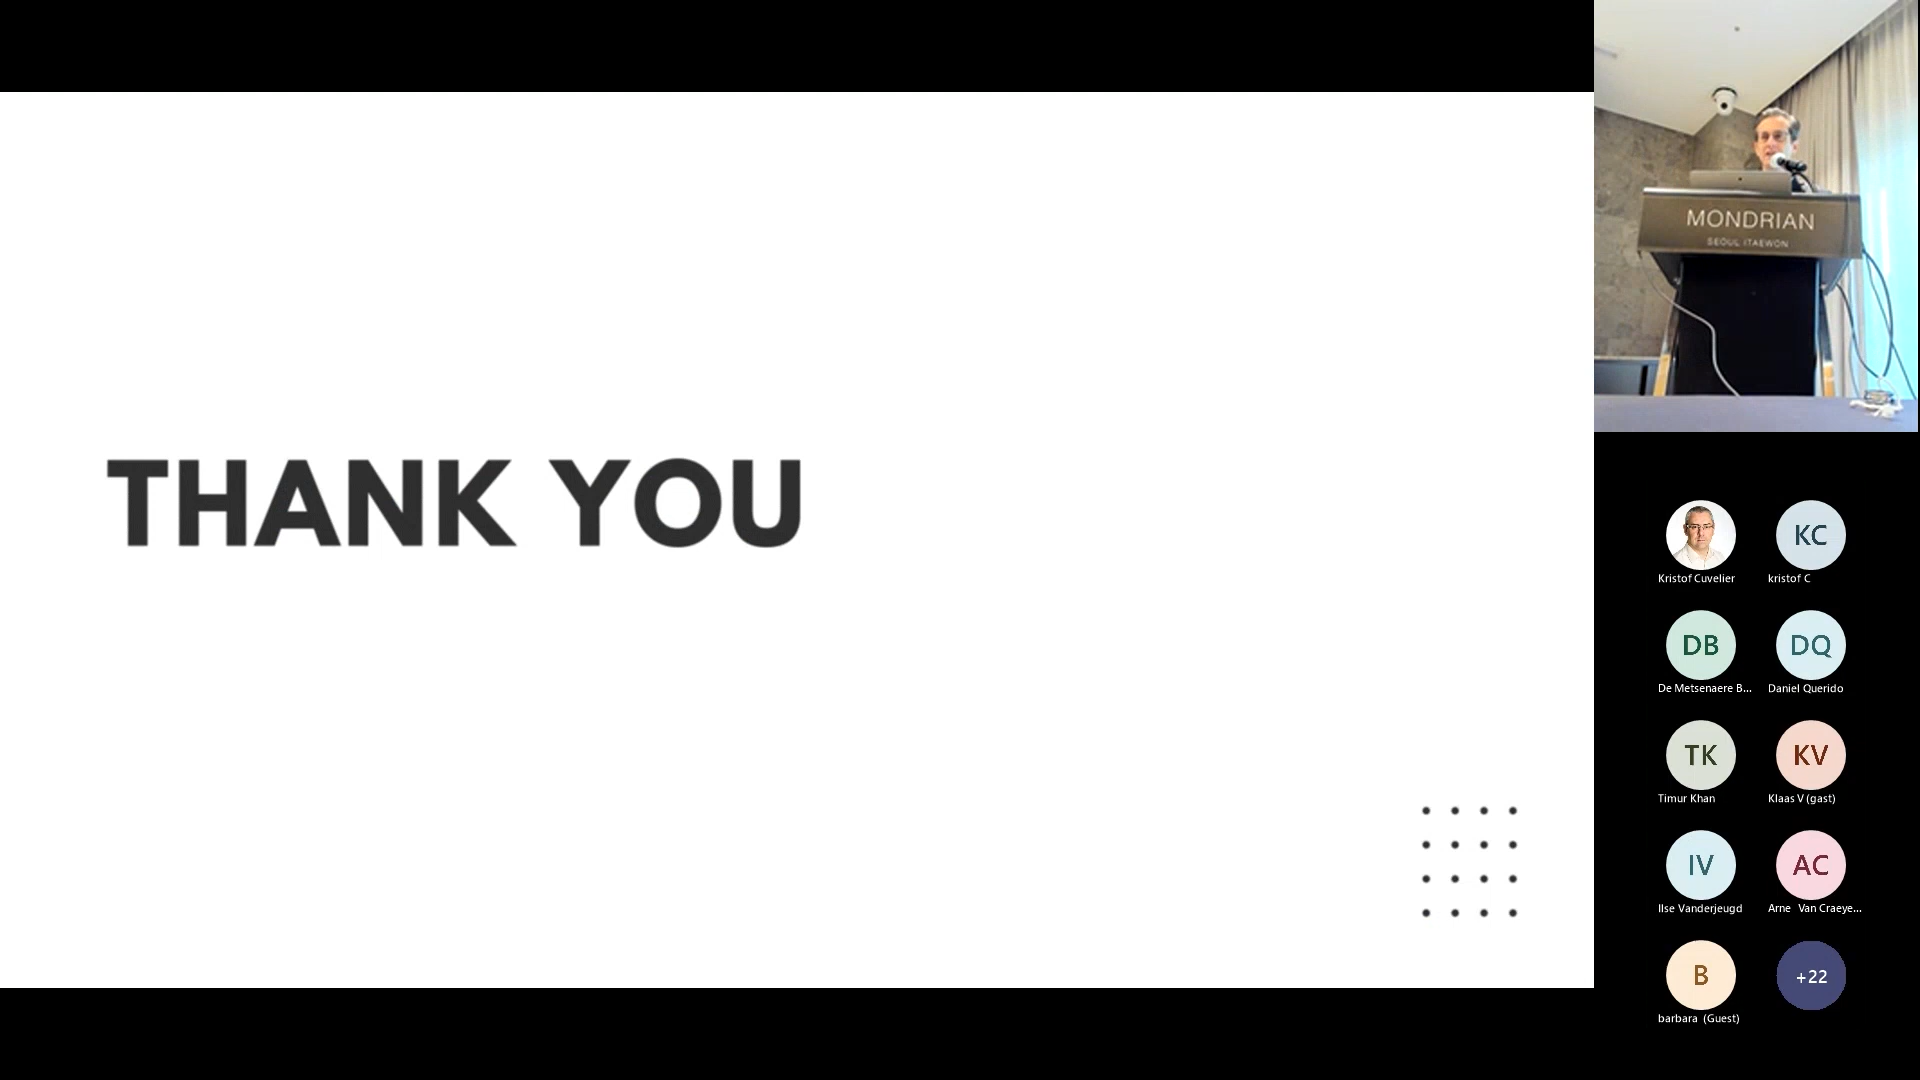 THANK YOU
MONDRIAN
SEOUL ITAEWON
Kristof Cuvelier
KC
kristof C
DB
De Metsenaere B...
DQ
Daniel Querido
TK
Timur Khan
KV
Klaas V (gast)
IV
Ilse Vanderjeugd
AC
Arne Van Craeye...
B
barbara (Guest)
+22